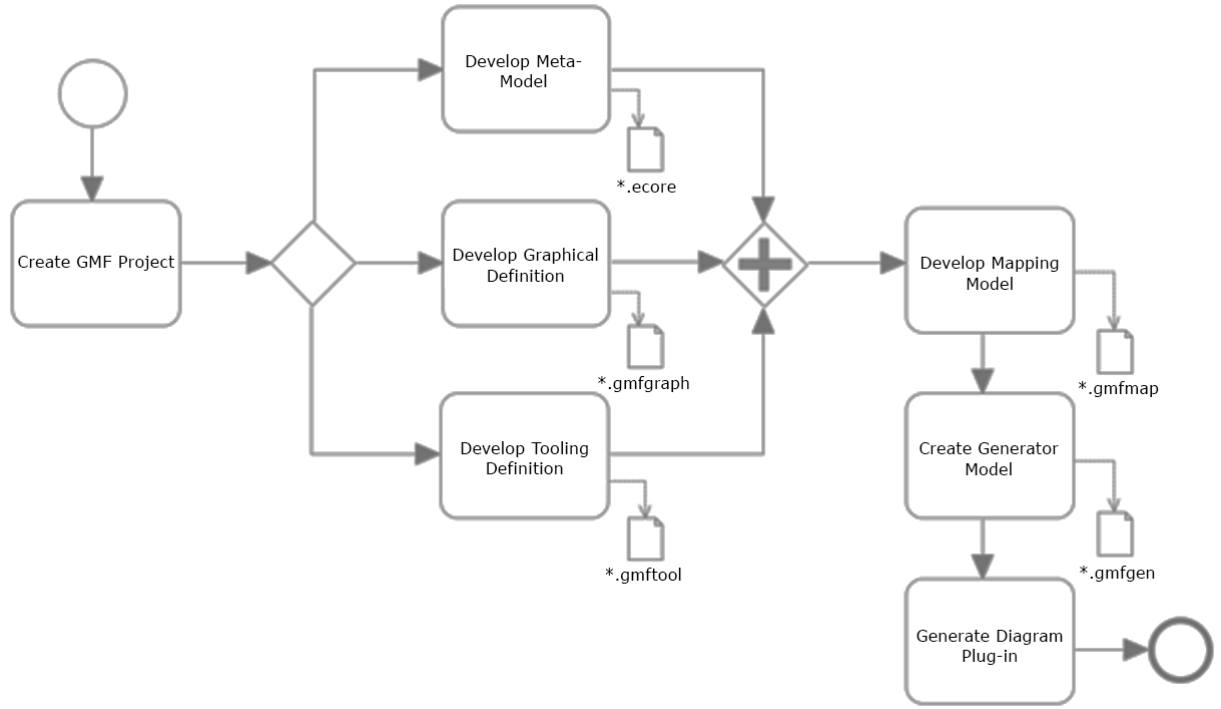 Develop Meta-
Model
*.ecore
Create GMF Project
Develop Graphical
Definition
*.gmfgraph
Develop Tooling
Definition
*.gmftool
Develop Mapping
Model
*.gmfmap
Create Generator
Model
*.gmfgen
Generate Diagram
Plug-in